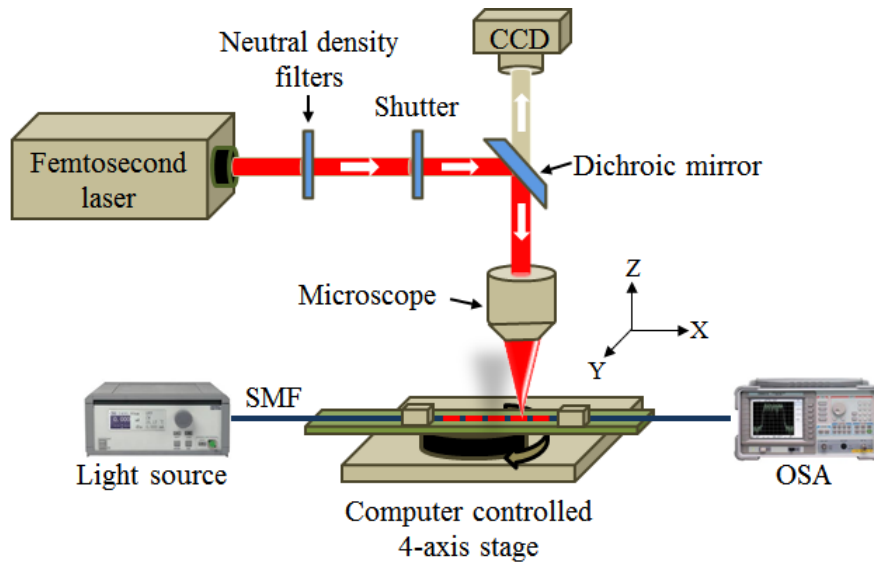 CCD
Neutral density
filters
Shutter
Femtosecond
laser
Dichroic mirror
Microscope
Z
X
Y
SMF
Light source
OSA
Computer controlled
4-axis stage